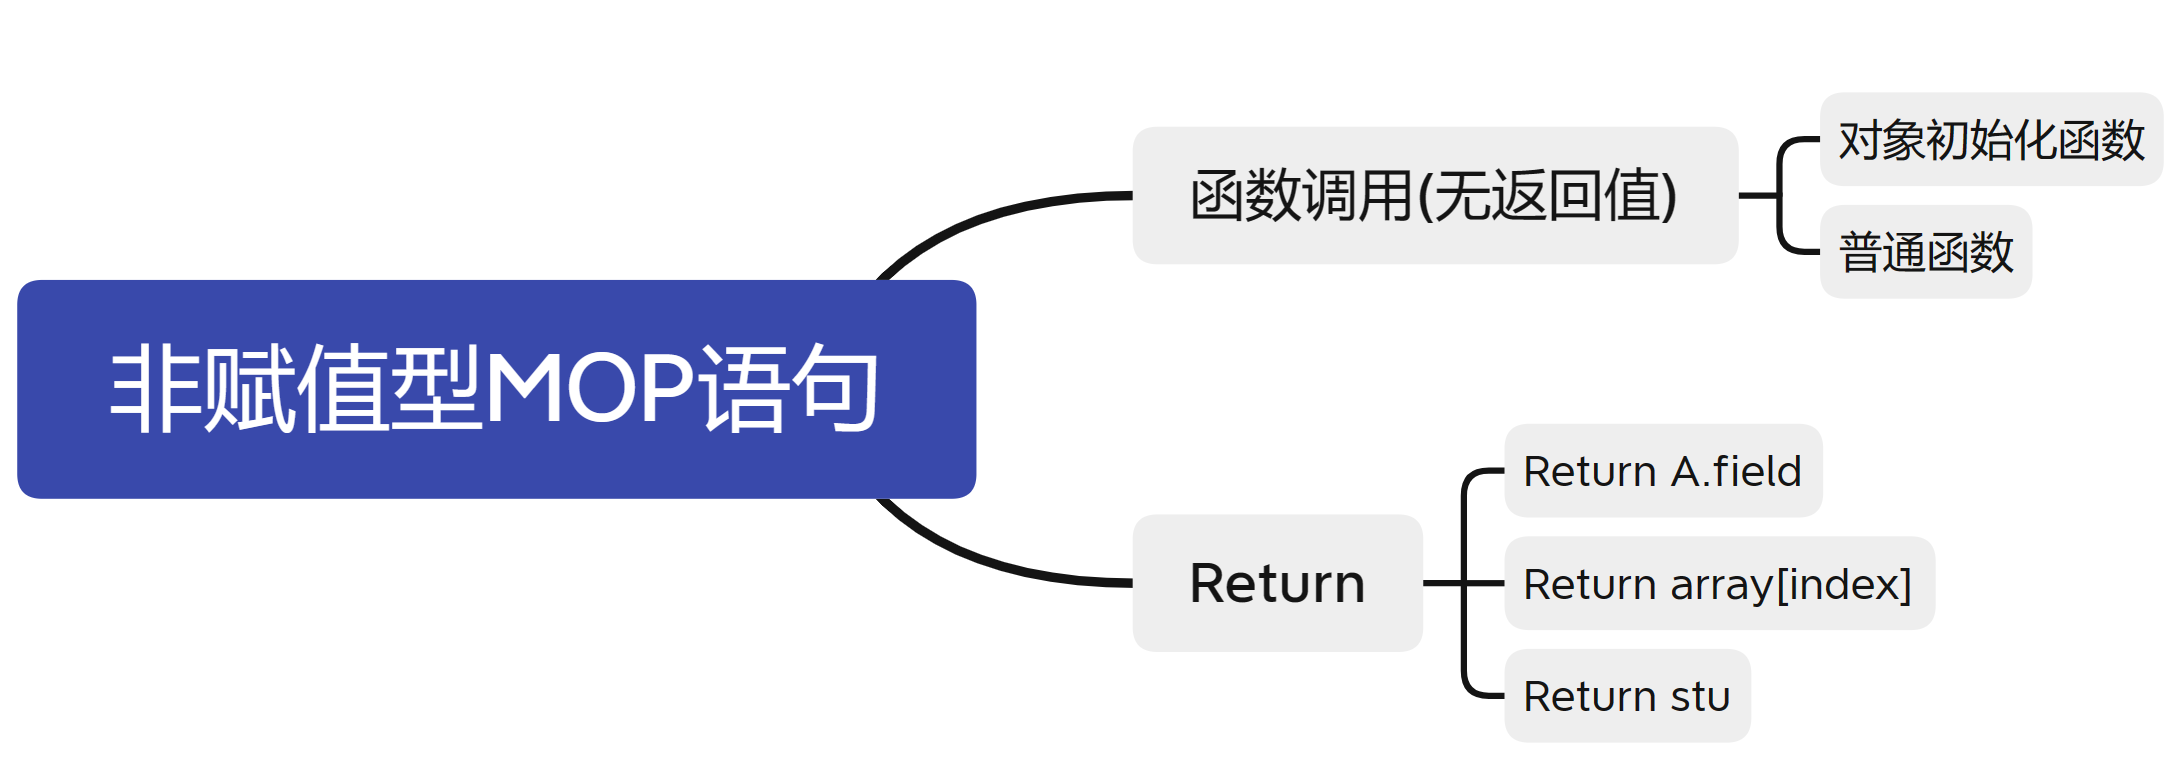 非赋值型MOP语句
函数调用(无返回值)
对象初始化函数
普通函数
Return
Return A.field
Return array[index]
Return stu